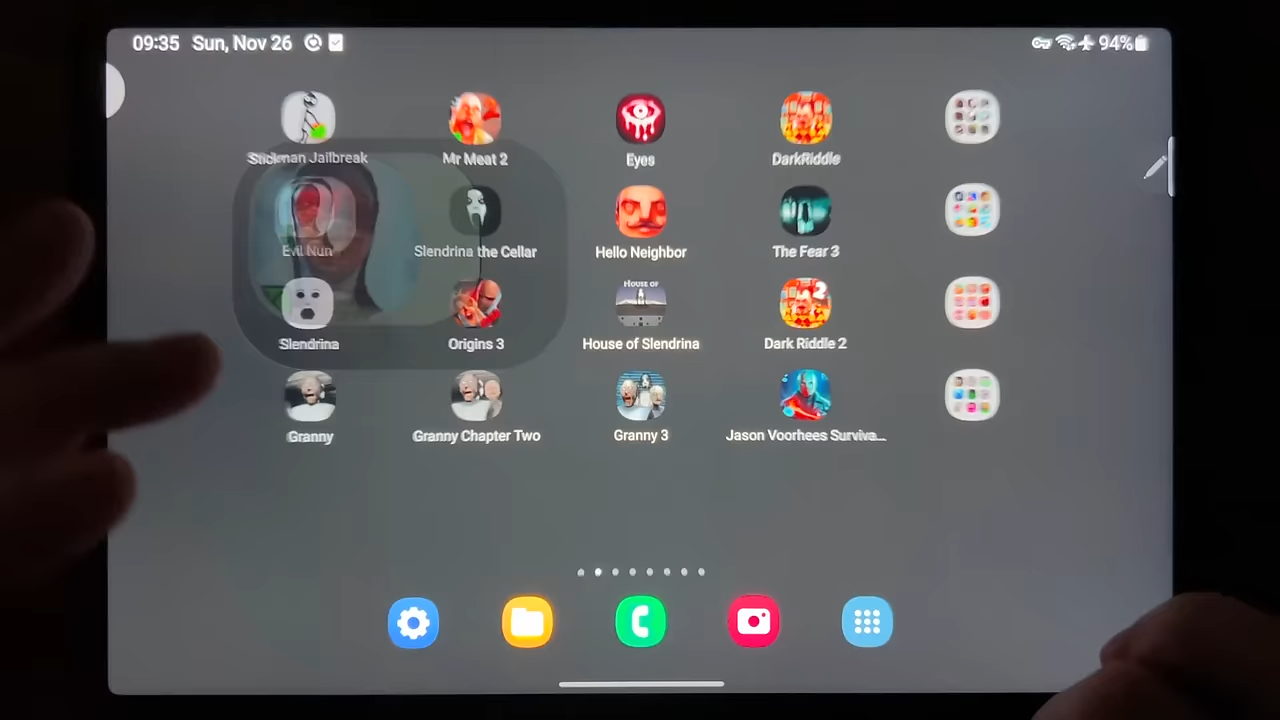 09:35 Sun, Nov 26 94%
Stickman Jailbreak Mr Meat 2 Eyes DarkRiddle
Evil Nun Slendrina the Cellar Hello Neighbor The Fear 3
HOUSE OF
2
Slendrina Origins 3 House of Slendrina Dark Riddle 2
Granny Granny Chapter Two Granny 3 Jason Voorhees Surviva...